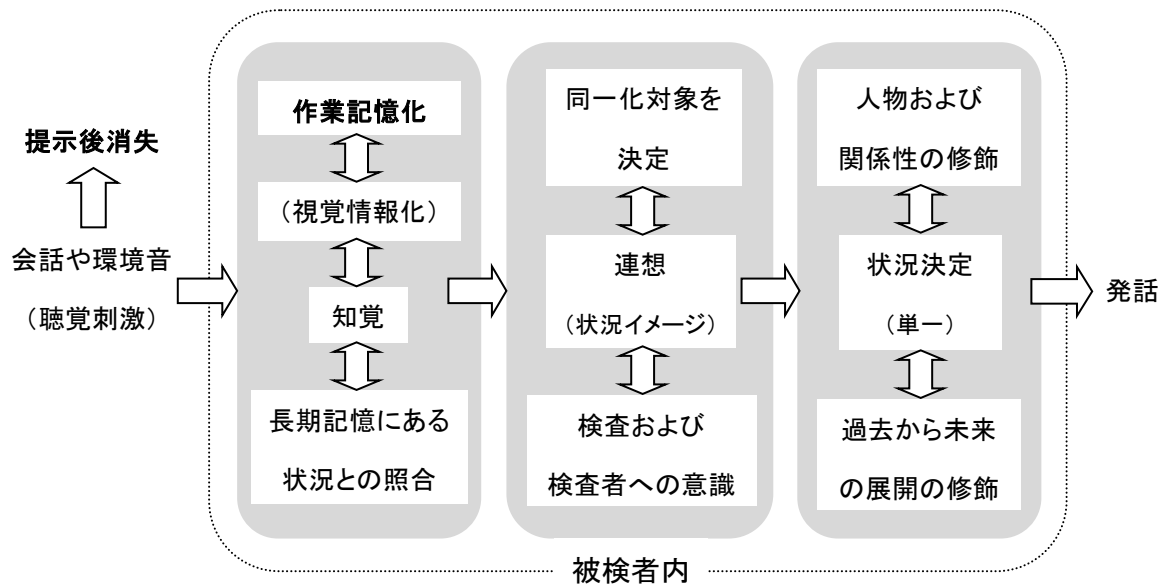 提示後消失
会話や環境音
（聴覚刺激）
作業記憶化
（視覚情報化）
知覚
長期記憶にある
状況との照合
同一化対象を
決定
連想
（状況イメージ）
検査および
検査者への意識
人物および
関係性の修飾
状況決定
（単一）
過去から未来
の展開の修飾
発話
被検者内